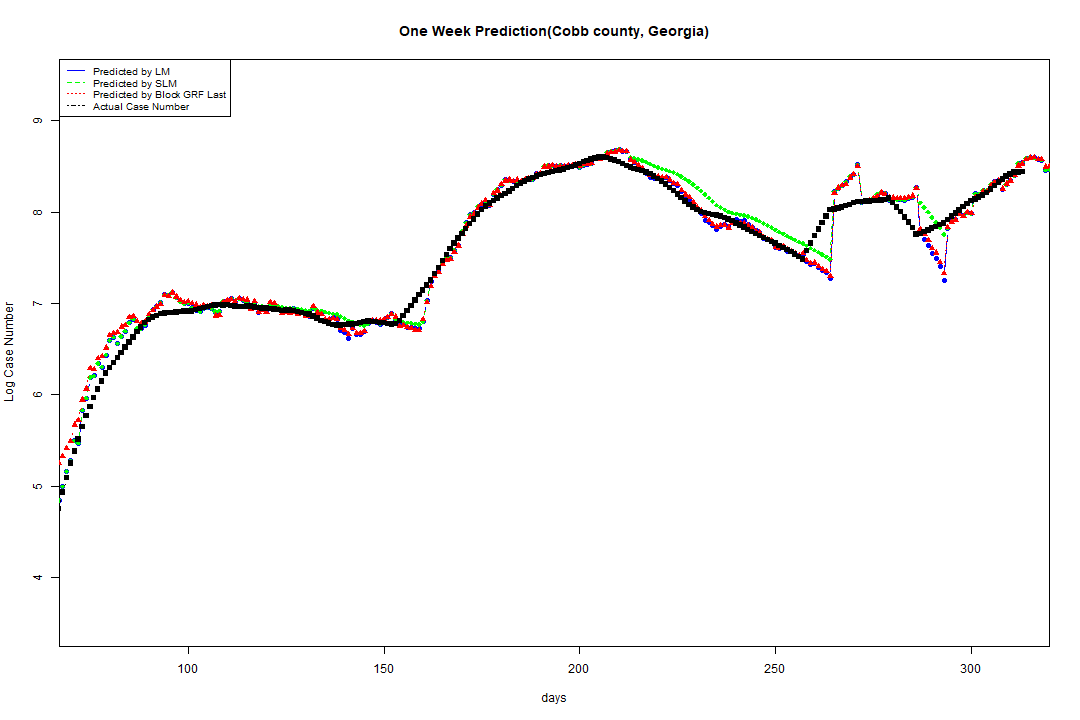 One Week Prediction(Cobb county, Georgia)
Predicted by LM
Predicted by SLM
Predicted by Block GRF Last
Actual Case Number
9
8
7
6
5
4
Log Case Number
100 150 200 250 300
days